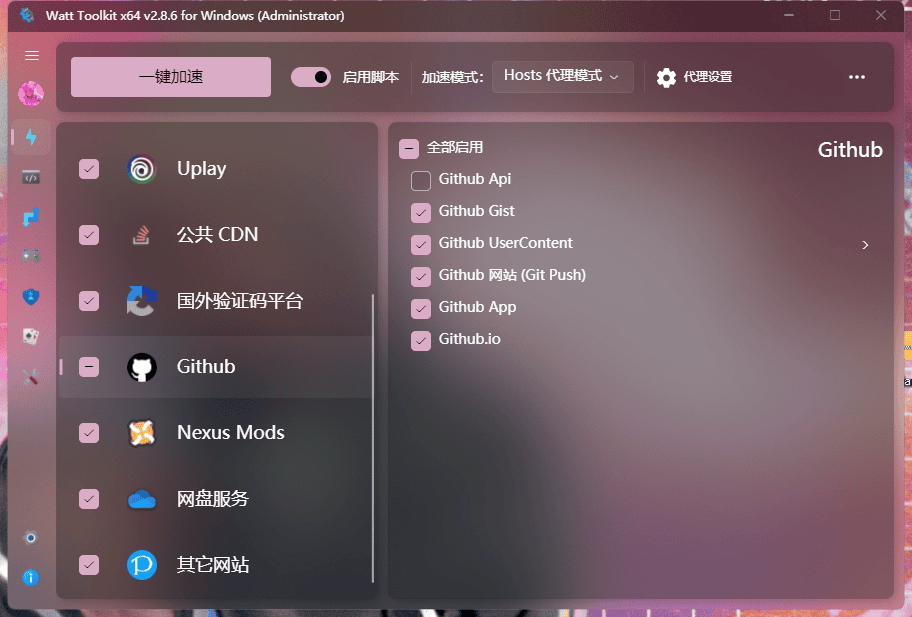 Watt Toolkit x64 v2.8.6 for Windows (Administrator)
一键加速
启用脚本
加速模式:
Hosts 代理模式
代理设置
Uplay
公共 CDN
国外验证码平台
Github
Nexus Mods
网盘服务
其它网站
全部启用
Github
Github Api
Github Gist
Github UserContent
Github 网站 (Git Push)
Github App
Github.io